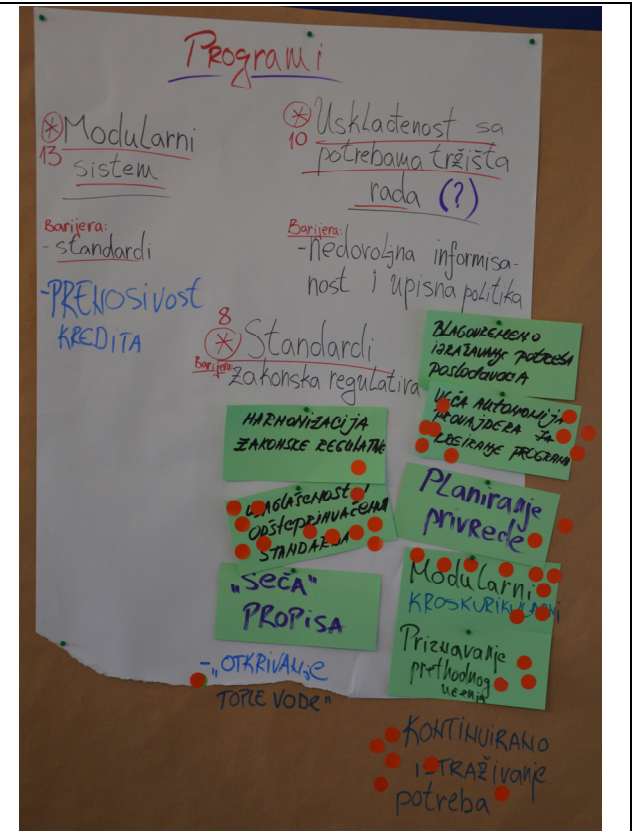 Programi
* Modularni
13 sistem
Barijera:
- standardi
- PRENOSIVOST
KREDITA
* Usklađenost sa
10 potrebama tržišta
rada (?)
Barijera:
- nedovoljna informisa-
nost i upisna politika
8
* Standardi
Barijera:
- zakonska regulativa
HARMONIZACIJA
ZAKONSKE REGULATIVE
USAGLAŠENOST I
OPŠTEPRIHVAĆENA
STANDARDA
"SEČA"
PROPISA
- "OTKRIVANJE
TOPLE VODE"
BLAGOVREMENO
IZRAŽAVANJE POTREBA
POSLODAVACA
VEĆA AUTONOMIJA
PROVAJDERA ZA
KREIRANJE PROGRAMA
Planiranje
privrede
Modularni
KROSKURIKULARNI
Priznavanje
prethodnog
učenja
KONTINUIRANO
ISTRAŽivanje
potreba